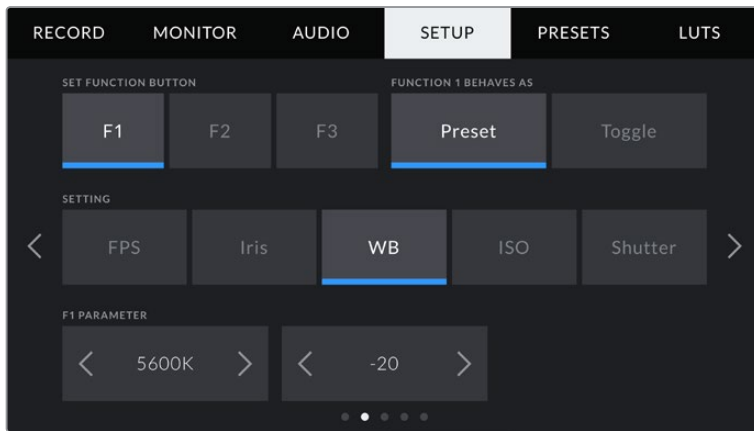 RECORD MONITOR AUDIO SETUP PRESETS LUTS
SET FUNCTION BUTTON FUNCTION 1 BEHAVES AS
F1 F2 F3 Preset Toggle
SETTING
FPS Iris WB ISO Shutter
F1 PARAMETER
5600K -20